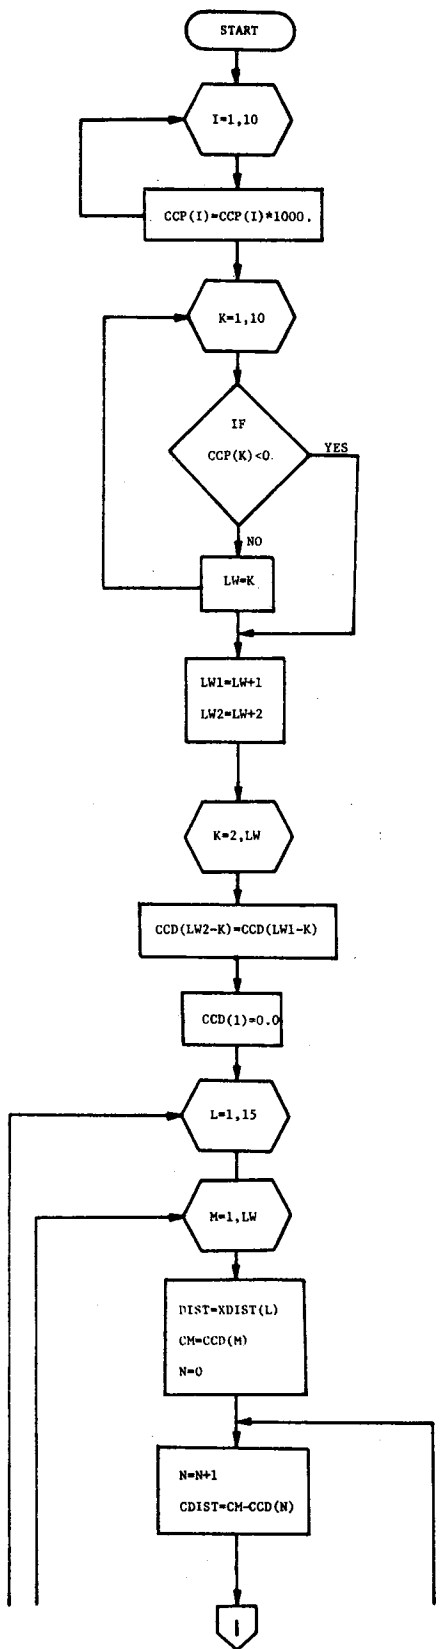 START
I=1,10
CCP(I)=CCP(I)*1000.
K=1,10
IF
CCP(K)<0.
YES
NO
LW=K
LW1=LW+1
LW2=LW+2
K=2,LW
CCD(LW2-K)=CCD(LW1-K)
CCD(1)=0.0
L=1,15
M=1,LW
DIST=XDIST(L)
CM=CCD(M)
N=0
N=N+1
CDIST=CM-CCD(N)
1